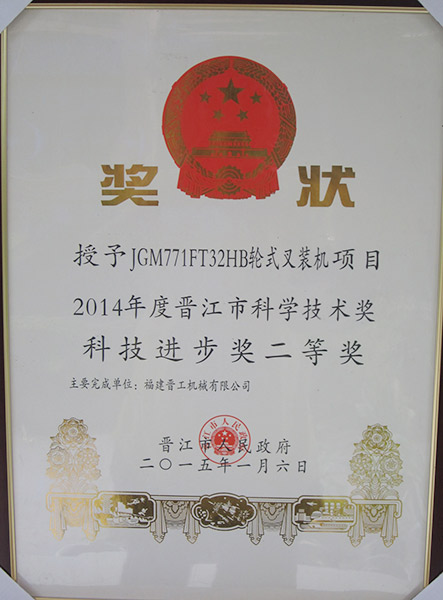 奖 状
授予JGM771FT32HB轮式叉装机项目
2014年度晋江市科学技术奖
科技进步奖二等奖
主要完成单位：福建晋工机械有限公司
晋江市人民政府
二〇一五年一月六日